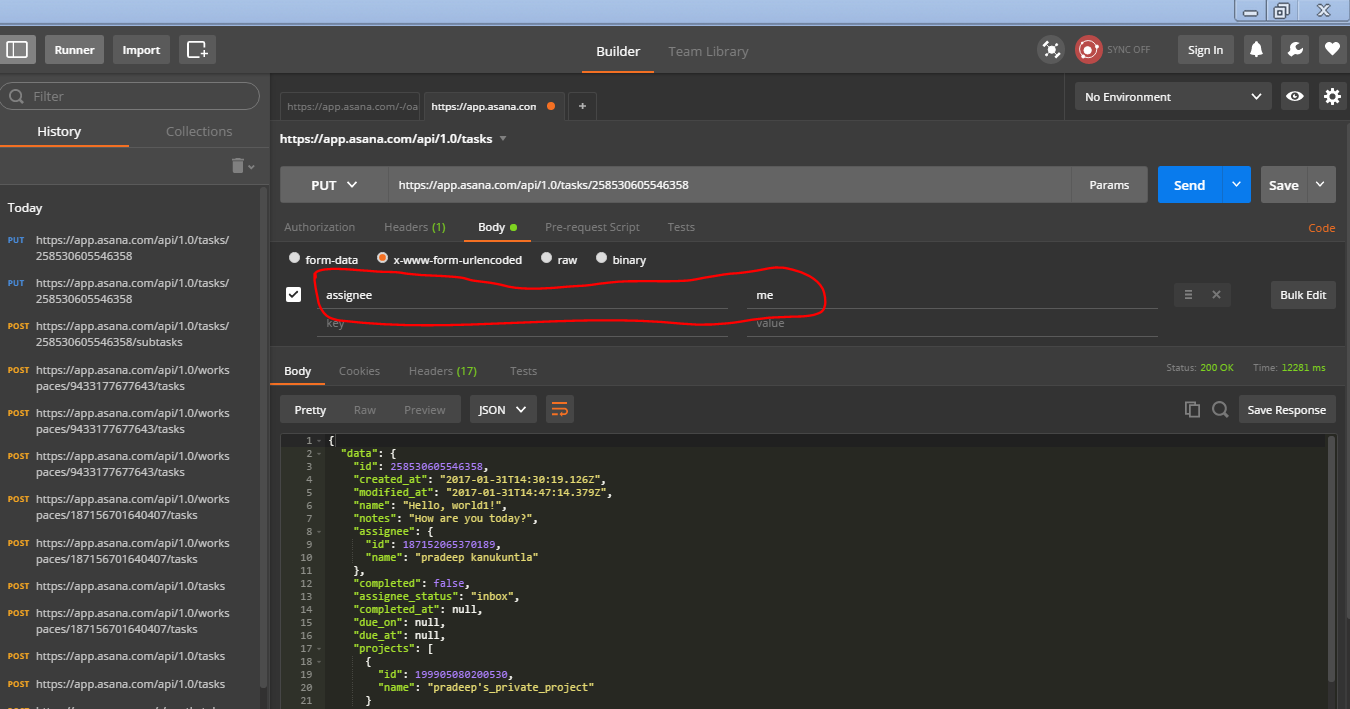 Runner Import Builder Team Library SYNC OFF Sign In
Filter
https://app.asana.com/-/oa https://app.asana.com + No Environment
History Collections
https://app.asana.com/api/1.0/tasks
PUT https://app.asana.com/api/1.0/tasks/258530605546358 Params Send Save
Authorization Headers (1) Body Pre-request Script Tests Code
form-data x-www-form-urlencoded raw binary
assignee me Bulk Edit
key value
Today
PUT https://app.asana.com/api/1.0/tasks/
258530605546358
PUT https://app.asana.com/api/1.0/tasks/
258530605546358
POST https://app.asana.com/api/1.0/tasks/
258530605546358/subtasks
POST https://app.asana.com/api/1.0/works
paces/9433177677643/tasks
POST https://app.asana.com/api/1.0/works
paces/9433177677643/tasks
POST https://app.asana.com/api/1.0/works
paces/9433177677643/tasks
POST https://app.asana.com/api/1.0/works
paces/187156701640407/tasks
POST https://app.asana.com/api/1.0/works
paces/187156701640407/tasks
POST https://app.asana.com/api/1.0/tasks
POST https://app.asana.com/api/1.0/works
paces/187156701640407/tasks
POST https://app.asana.com/api/1.0/tasks
POST https://app.asana.com/api/1.0/tasks
Body Cookies Headers (17) Tests Status: 200 OK Time: 12281 ms
Pretty Raw Preview JSON Save Response
1 {
2 "data": {
3 "id": 258530605546358,
4 "created_at": "2017-01-31T14:30:19.126Z",
5 "modified_at": "2017-01-31T14:47:14.379Z",
6 "name": "Hello, world1!",
7 "notes": "How are you today?",
8 "assignee": {
9 "id": 187152065370189,
10 "name": "pradeep kanukuntla"
11 },
12 "completed": false,
13 "assignee_status": "inbox",
14 "completed_at": null,
15 "due_on": null,
16 "due_at": null,
17 "projects": [
18 {
19 "id": 199905080200530,
20 "name": "pradeep's_private_project"
21 }